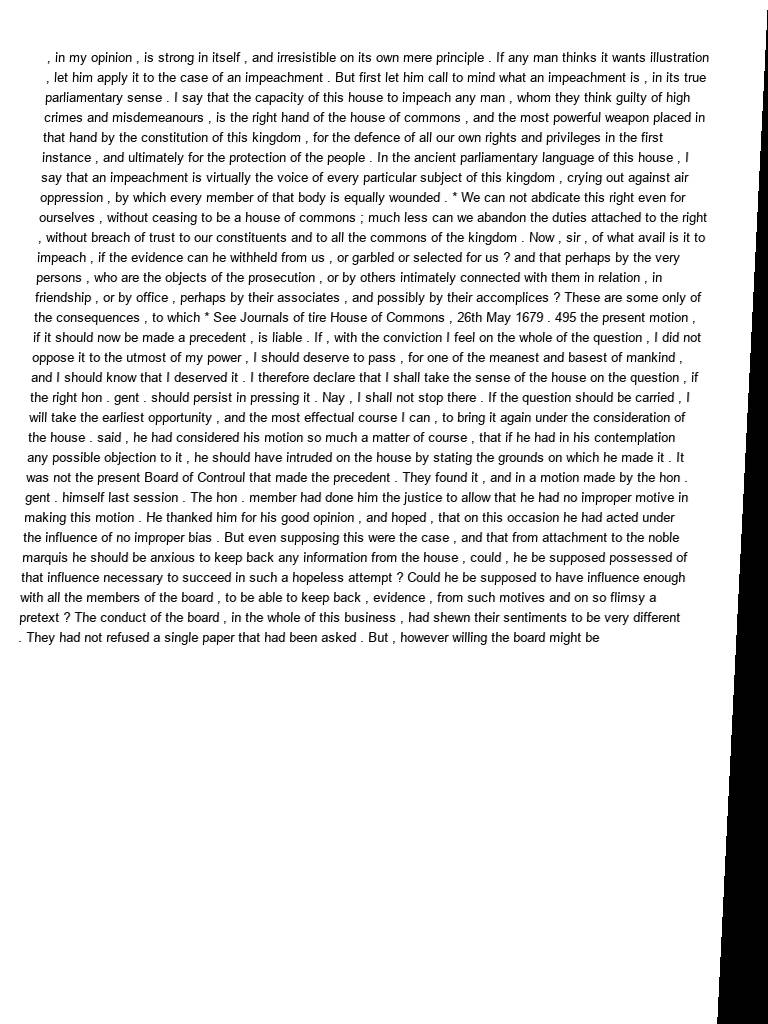 , in my opinion , is strong in itself , and irresistible on its own mere principle . If any man thinks it wants illustration
, let him apply it to the case of an impeachment . But first let him call to mind what an impeachment is , in its true
parliamentary sense . I say that the capacity of this house to impeach any man , whom they think guilty of high
crimes and misdemeanours , is the right hand of the house of commons , and the most powerful weapon placed in
that hand by the constitution of this kingdom , for the defence of all our own rights and privileges in the first
instance , and ultimately for the protection of the people . In the ancient parliamentary language of this house , I
say that an impeachment is virtually the voice of every particular subject of this kingdom , crying out against air
oppression , by which every member of that body is equally wounded . * We can not abdicate this right even for
ourselves , without ceasing to be a house of commons ; much less can we abandon the duties attached to the right
, without breach of trust to our constituents and to all the commons of the kingdom . Now , sir , of what avail is it to
impeach , if the evidence can he withheld from us , or garbled or selected for us ? and that perhaps by the very
persons , who are the objects of the prosecution , or by others intimately connected with them in relation , in
friendship , or by office , perhaps by their associates , and possibly by their accomplices ? These are some only of
the consequences , to which * See Journals of tire House of Commons , 26th May 1679 . 495 the present motion ,
if it should now be made a precedent , is liable . If , with the conviction I feel on the whole of the question , I did not
oppose it to the utmost of my power , I should deserve to pass , for one of the meanest and basest of mankind ,
and I should know that I deserved it . I therefore declare that I shall take the sense of the house on the question , if
the right hon . gent . should persist in pressing it . Nay , I shall not stop there . If the question should be carried , I
will take the earliest opportunity , and the most effectual course I can , to bring it again under the consideration of
the house . said , he had considered his motion so much a matter of course , that if he had in his contemplation
any possible objection to it , he should have intruded on the house by stating the grounds on which he made it . It
was not the present Board of Controul that made the precedent . They found it , and in a motion made by the hon .
gent . himself last session . The hon . member had done him the justice to allow that he had no improper motive in
making this motion . He thanked him for his good opinion , and hoped , that on this occasion he had acted under
the influence of no improper bias . But even supposing this were the case , and that from attachment to the noble
marquis he should be anxious to keep back any information from the house , could , he be supposed possessed of
that influence necessary to succeed in such a hopeless attempt ? Could he be supposed to have influence enough
with all the members of the board , to be able to keep back , evidence , from such motives and on so flimsy a
pretext ? The conduct of the board , in the whole of this business , had shewn their sentiments to be very different
. They had not refused a single paper that had been asked . But , however willing the board might be